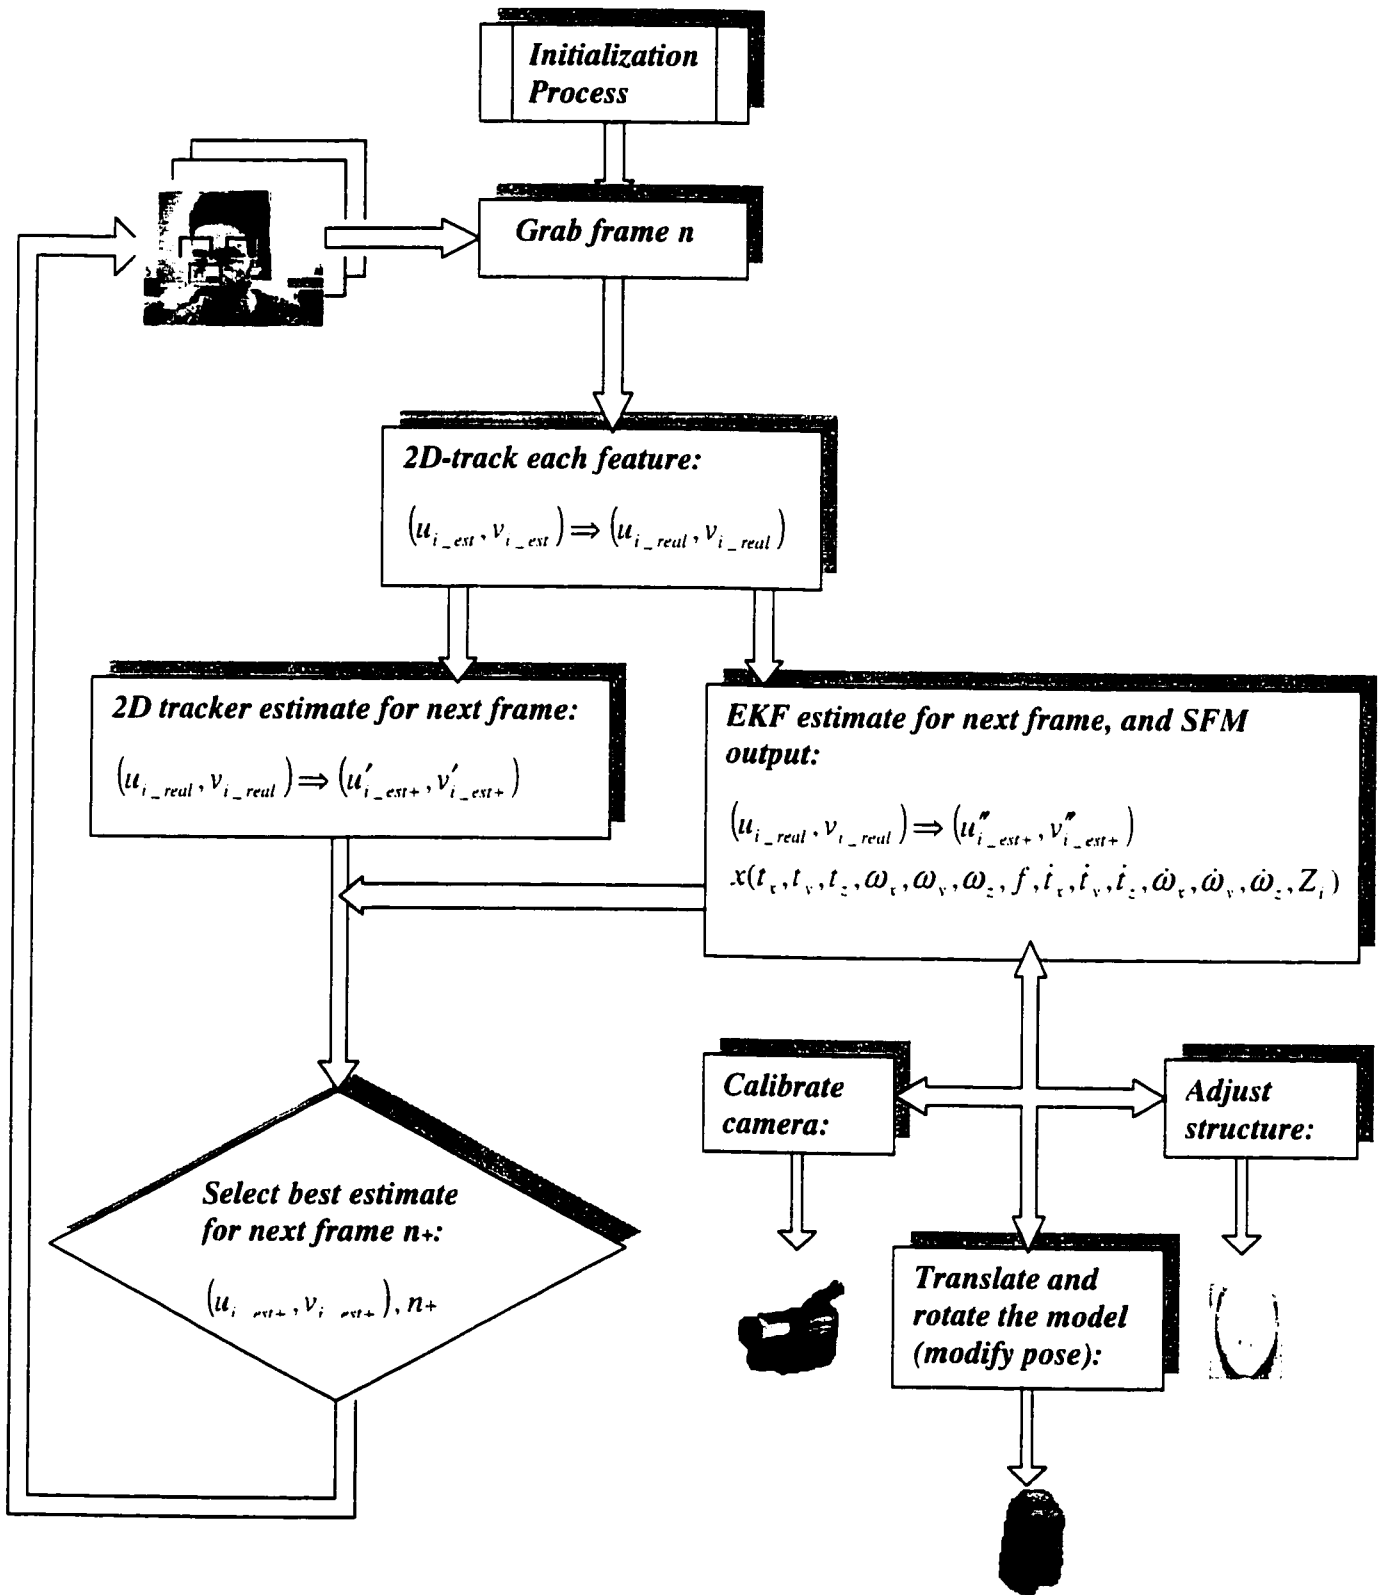 Initialization
Process
Grab frame n
2D-track each feature:
(u_{i_est}, v_{i_est}) ⇒ (u_{i_real}, v_{i_real})
2D tracker estimate for next frame:
(u_{i_real}, v_{i_real}) ⇒ (u'_{i_est+}, v'_{i_est+})
EKF estimate for next frame, and SFM
output:
(u_{i_real}, v_{i_real}) ⇒ (u''_{i_est+}, v''_{i_est+})
x(t_x, t_y, t_z, ω_x, ω_y, ω_z, f, ṫ_x, ṫ_y, ṫ_z, ω̇_x, ω̇_y, ω̇_z, Z_i)
Calibrate
camera:
Adjust
structure:
Select best estimate
for next frame n+:
(u_{i_est+}, v_{i_est+}), n+
Translate and
rotate the model
(modify pose):